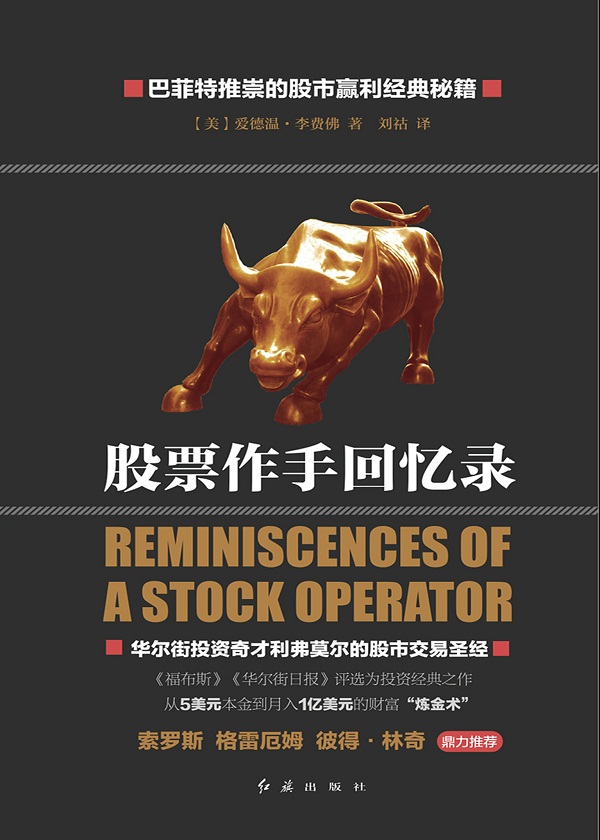 巴菲特推崇的股市赢利经典秘籍
【美】爱德温·李费佛 著 刘祜 译
股票作手回忆录
REMINISCENCES OF
A STOCK OPERATOR
华尔街投资奇才利弗莫尔的股市交易圣经
《福布斯》《华尔街日报》评选为投资经典之作
从5美元本金到月入1亿美元的财富“炼金术”
索罗斯 格雷厄姆 彼得·林奇 鼎力推荐
红旗出版社